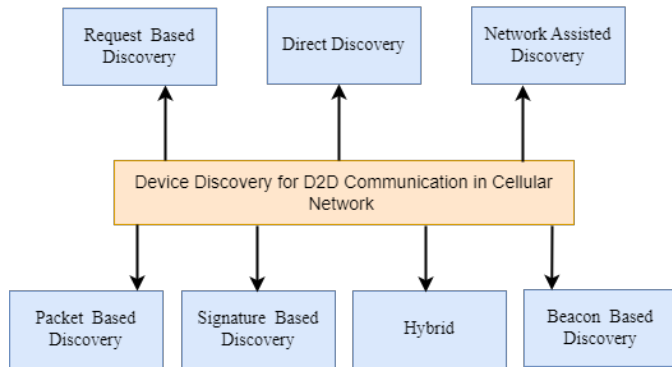 Request Based
Discovery
Direct Discovery
Network Assisted
Discovery
Device Discovery for D2D Communication in Cellular
Network
Packet Based
Discovery
Signature Based
Discovery
Hybrid
Beacon Based
Discovery